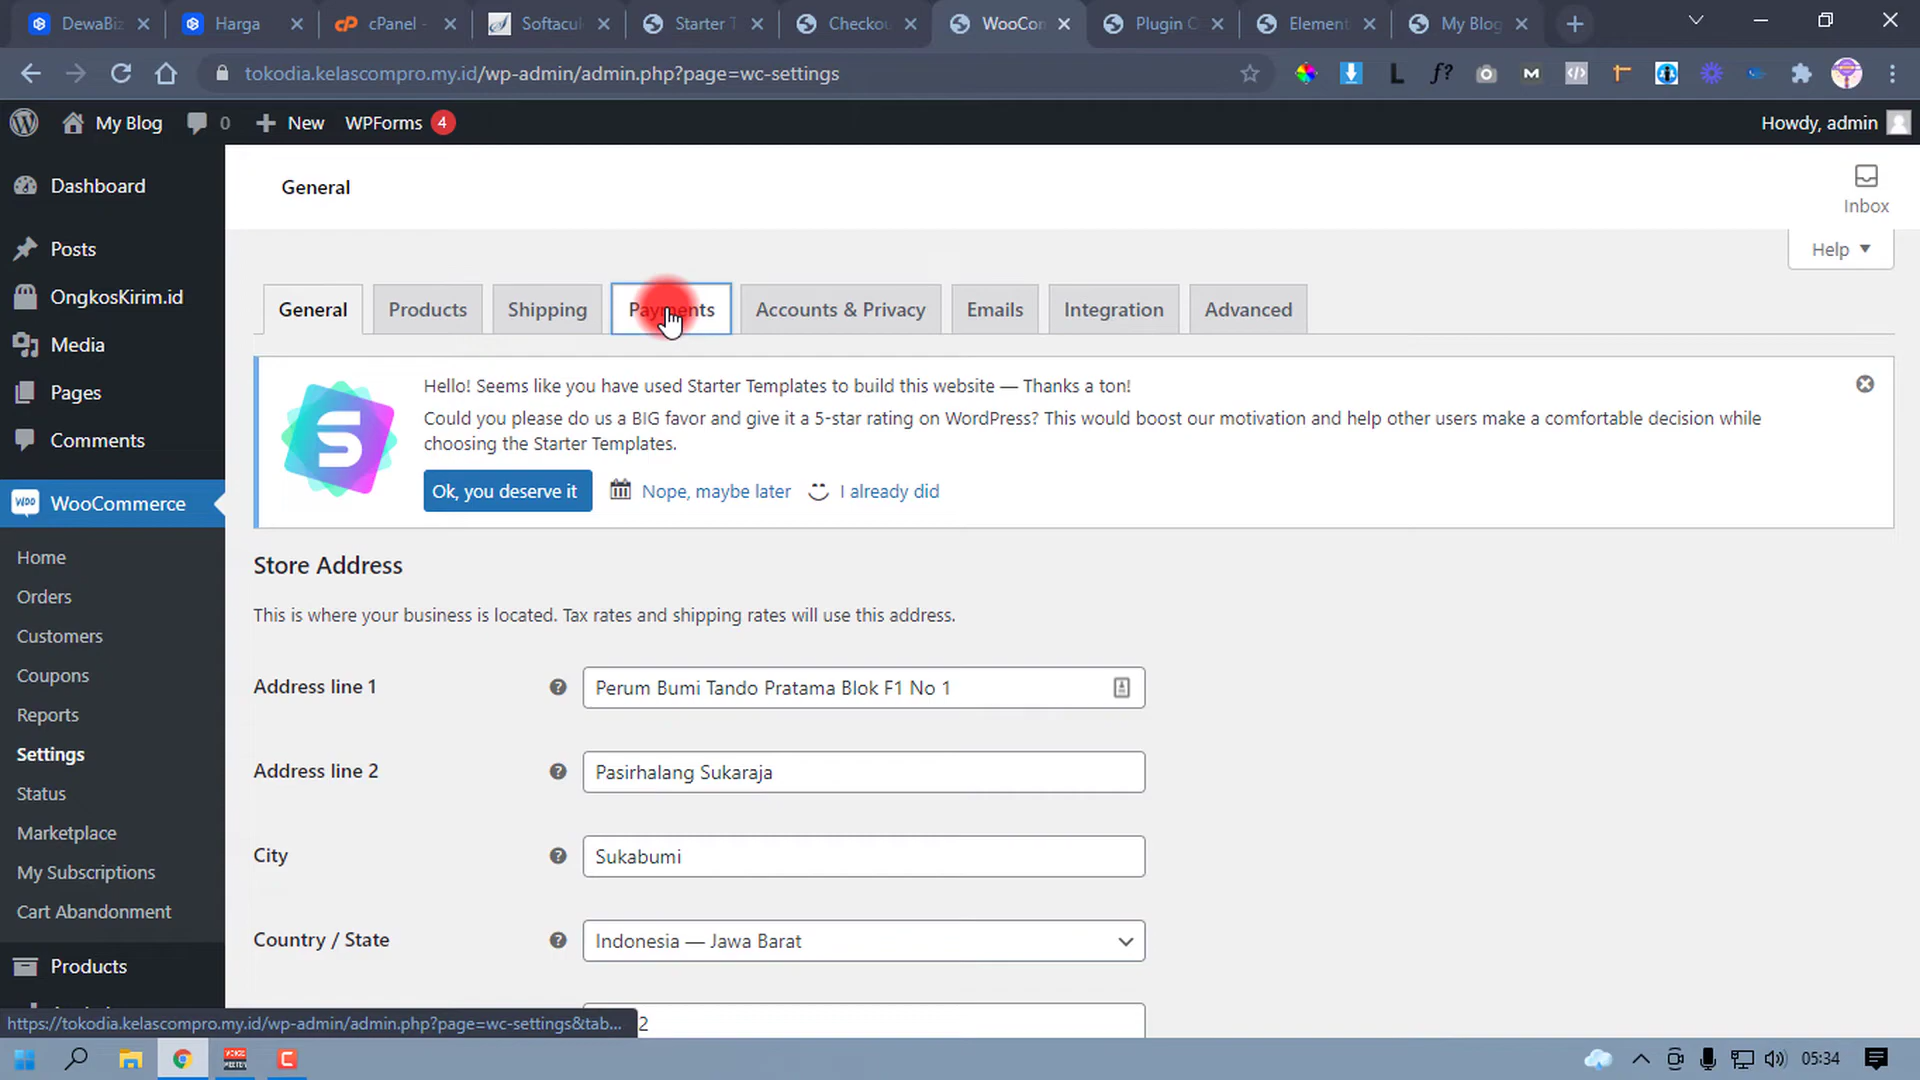 DewaBiz
Harga
cPanel -
Softacul
Starter T
Checkou
WooCom
Plugin C
Element
My Blog
tokodia.kelascompro.my.id/wp-admin/admin.php?page=wc-settings
My Blog
0
New
WPForms 4
Howdy, admin
Dashboard
Posts
OngkosKirim.id
Media
Pages
Comments
WooCommerce
Home
Orders
Customers
Coupons
Reports
Settings
Status
Marketplace
My Subscriptions
Cart Abandonment
Products
General
Inbox
Help
General
Products
Shipping
Payments
Accounts & Privacy
Emails
Integration
Advanced
Hello! Seems like you have used Starter Templates to build this website — Thanks a ton!
Could you please do us a BIG favor and give it a 5-star rating on WordPress? This would boost our motivation and help other users make a comfortable decision while
choosing the Starter Templates.
Ok, you deserve it
Nope, maybe later
I already did
Store Address
This is where your business is located. Tax rates and shipping rates will use this address.
Address line 1
Perum Bumi Tando Pratama Blok F1 No 1
Address line 2
Pasirhalang Sukaraja
City
Sukabumi
Country / State
Indonesia — Jawa Barat
2
https://tokodia.kelascompro.my.id/wp-admin/admin.php?page=wc-settings&tab...
05:34